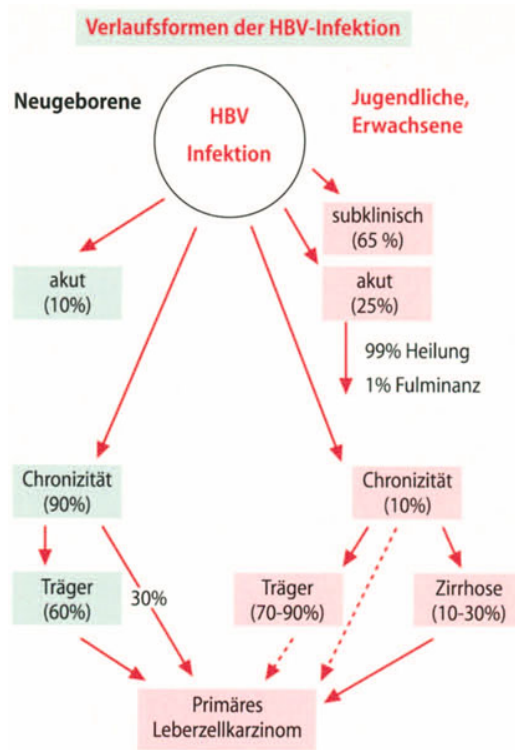 Verlaufsformen der HBV-Infektion
Neugeborene
HBV
Infektion
Jugendliche,
Erwachsene
subklinisch
(65 %)
akut
(10%)
akut
(25%)
99% Heilung
1% Fulminanz
Chronizität
(90%)
Chronizität
(10%)
Träger
(60%)
30%
Träger
(70-90%)
Zirrhose
(10-30%)
Primäres
Leberzellkarzinom